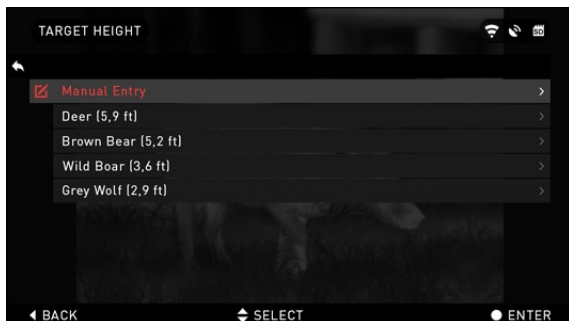 TARGET HEIGHT
SD
Manual Entry
Deer (5,9 ft)
Brown Bear (5,2 ft)
Wild Boar (3,6 ft)
Grey Wolf (2,9 ft)
BACK SELECT ENTER